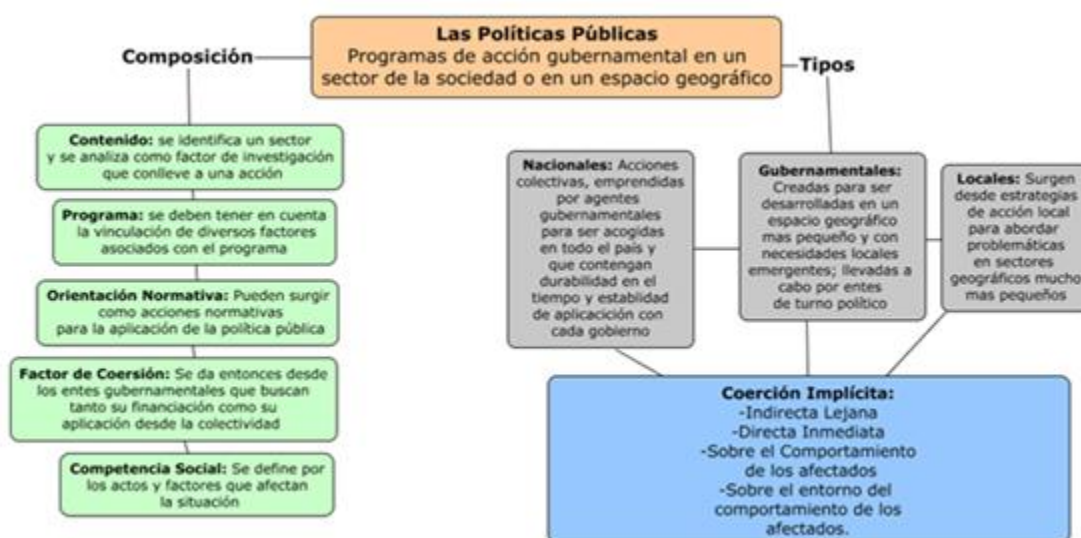 Las Políticas Públicas
Programas de acción gubernamental en un
sector de la sociedad o en un espacio geográfico
Composición
Tipos
Contenido: se identifica un sector
y se analiza como factor de investigación
que conlleve a una acción
Programa: se deben tener en cuenta
la vinculación de diversos factores
asociados con el programa
Orientación Normativa: Pueden surgir
como acciones normativas
para la aplicación de la política pública
Factor de Coersión: Se da entonces desde
los entes gubernamentales que buscan
tanto su financiación como su
aplicación desde la colectividad
Competencia Social: Se define por
los actos y factores que afectan
la situación
Nacionales: Acciones
colectivas, emprendidas
por agentes
gubernamentales
para ser acogidas
en todo el país y
que contengan
durabilidad en el
tiempo y establidad
de aplicacición con
cada gobierno
Gubernamentales:
Creadas para ser
desarrolladas en un
espacio geográfico
mas pequeño y con
necesidades locales
emergentes; llevadas a
cabo por entes
de turno político
Locales: Surgen
desde estrategias
de acción local
para abordar
problemáticas
en sectores
geográficos mucho
mas pequeños
Coerción Implícita:
-Indirecta Lejana
-Directa Inmediata
-Sobre el Comportamiento
de los afectados
-Sobre el entorno del
comportamiento de los
afectados.